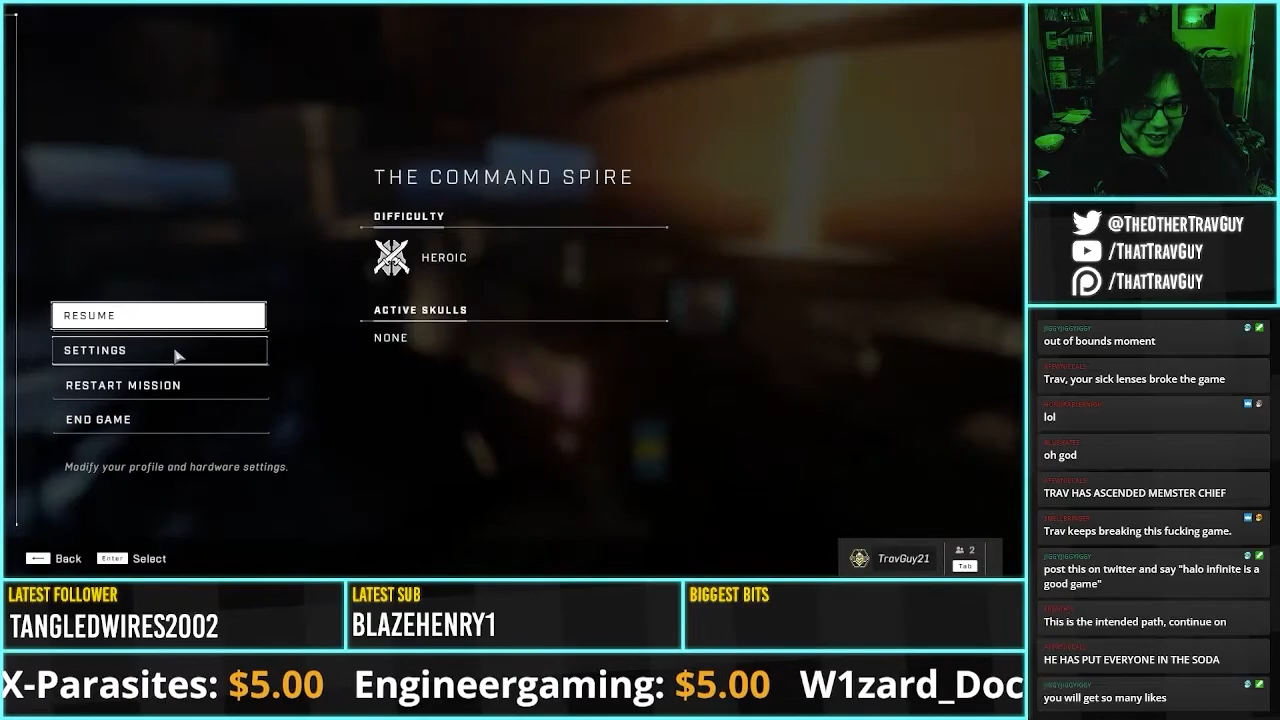 THE COMMAND SPIRE
DIFFICULTY
HEROIC
ACTIVE SKULLS
NONE
RESUME
SETTINGS
RESTART MISSION
END GAME
Modify your profile and hardware settings.
Back
Enter
Select
TravGuy21
2
Tab
@THEOTHERTRAVGUY
/THATTRAVGUY
/THATTRAVGUY
JIGGYJIGGYJIGGY
out of bounds moment
Trav, your sick lenses broke the game
lol
oh god
TRAV HAS ASCENDED MEMSTER CHIEF
Trav keeps breaking this fucking game.
JIGGYJIGGYJIGGY
post this on twitter and say "halo infinite is a
good game"
This is the intended path, continue on
HE HAS PUT EVERYONE IN THE SODA
JIGGYJIGGYJIGGY
you will get so many likes
LATEST FOLLOWER
TANGLEDWIRES2002
LATEST SUB
BLAZEHENRY1
BIGGEST BITS
X-Parasites: $5.00 Engineergaming: $5.00 W1zard_Doc